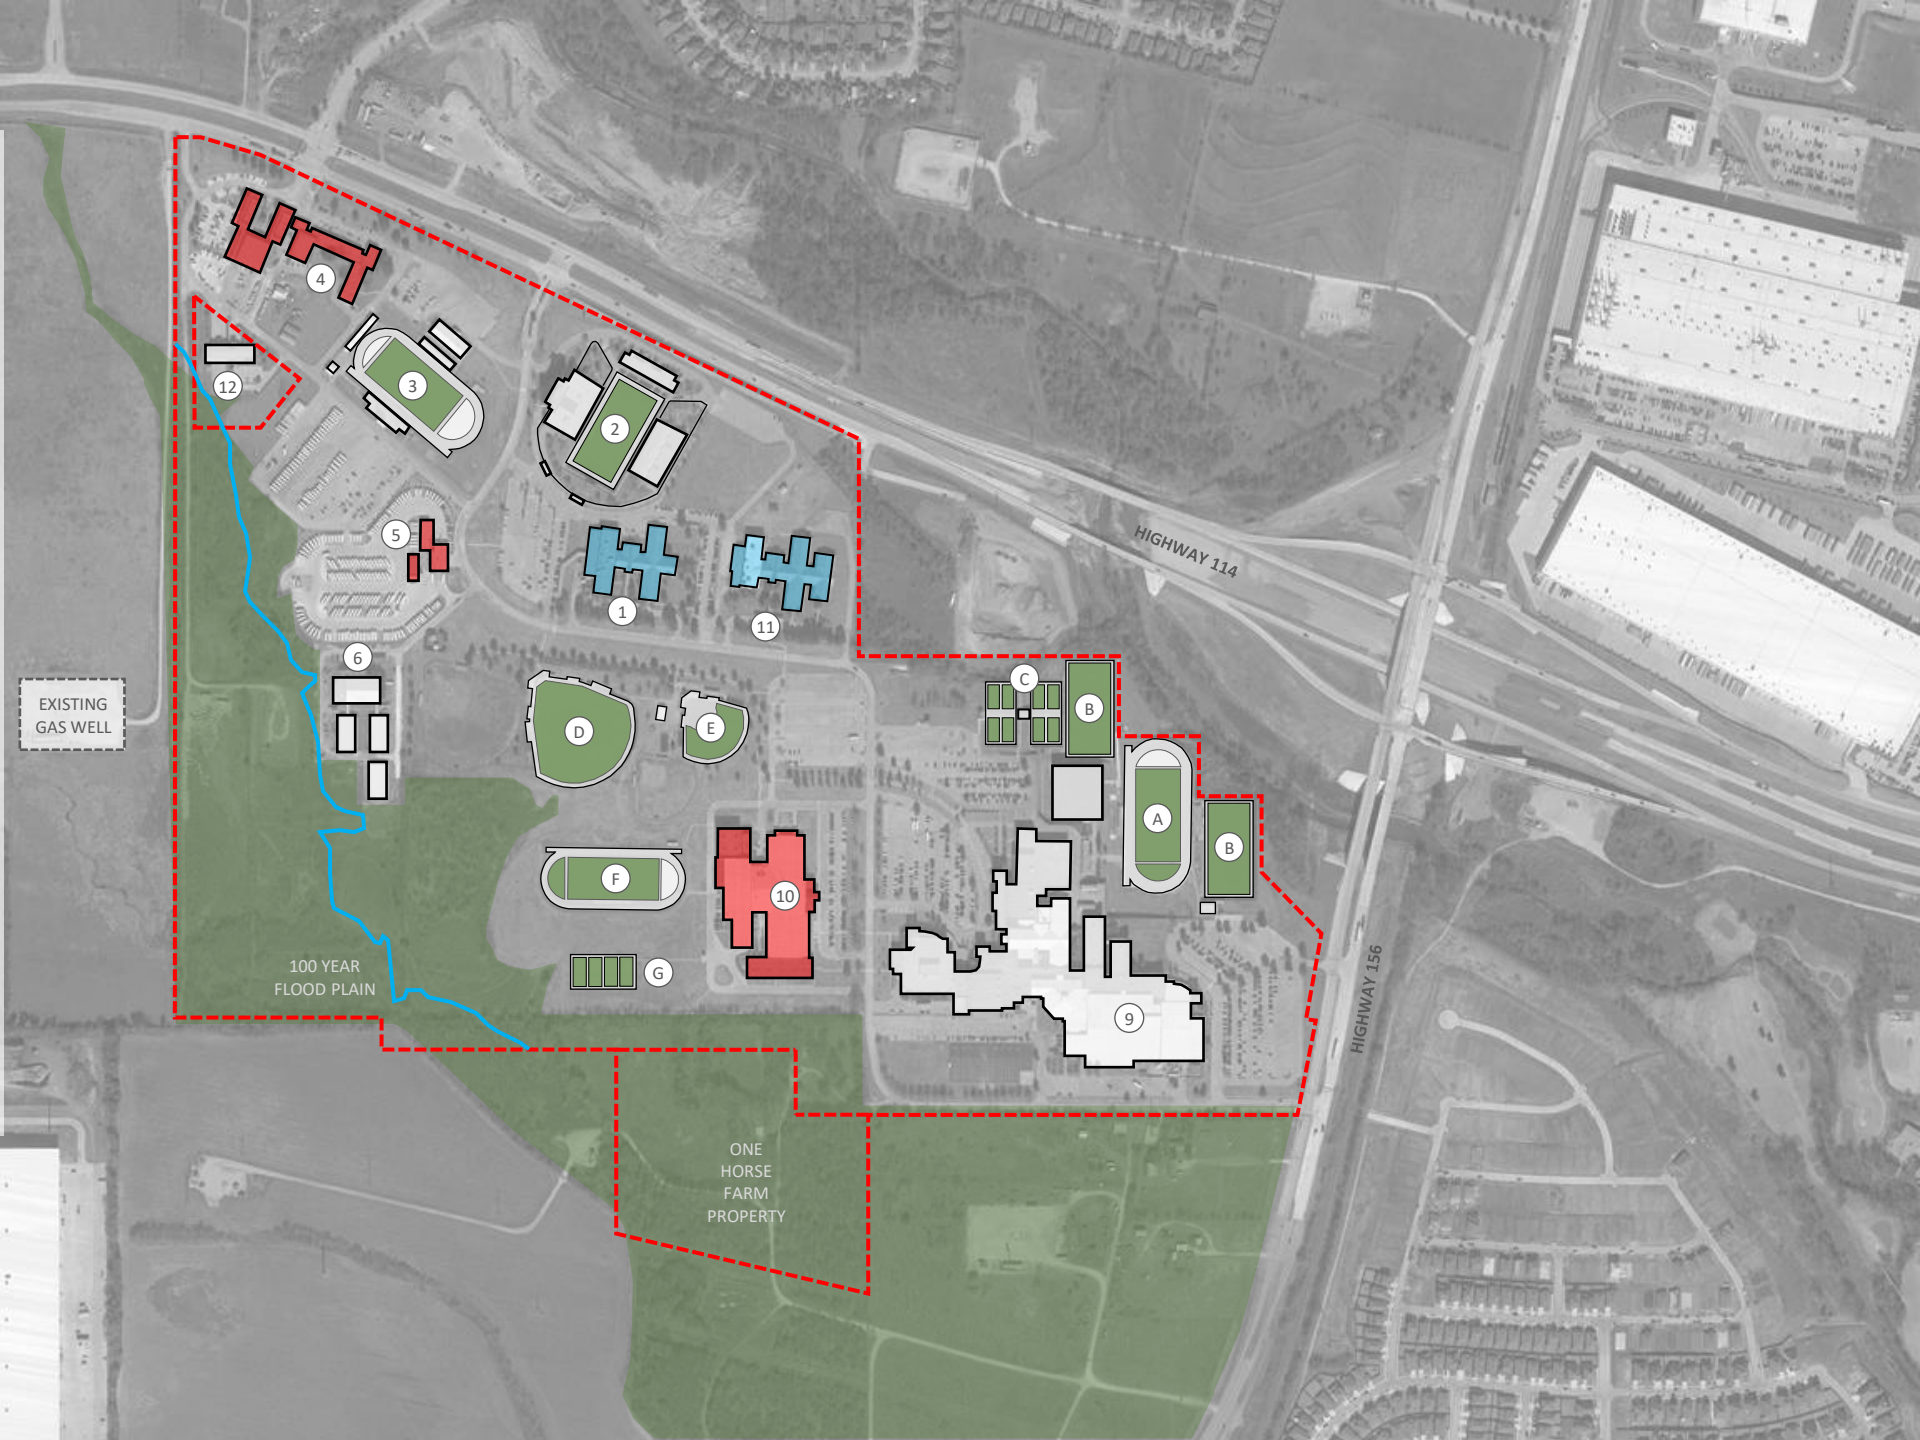 4
12
3
2
HIGHWAY 114
5
1
11
6
C
B
EXISTING
GAS WELL
D
E
A
B
F
10
G
100 YEAR
FLOOD PLAIN
9
HIGHWAY 156
ONE
HORSE
FARM
PROPERTY